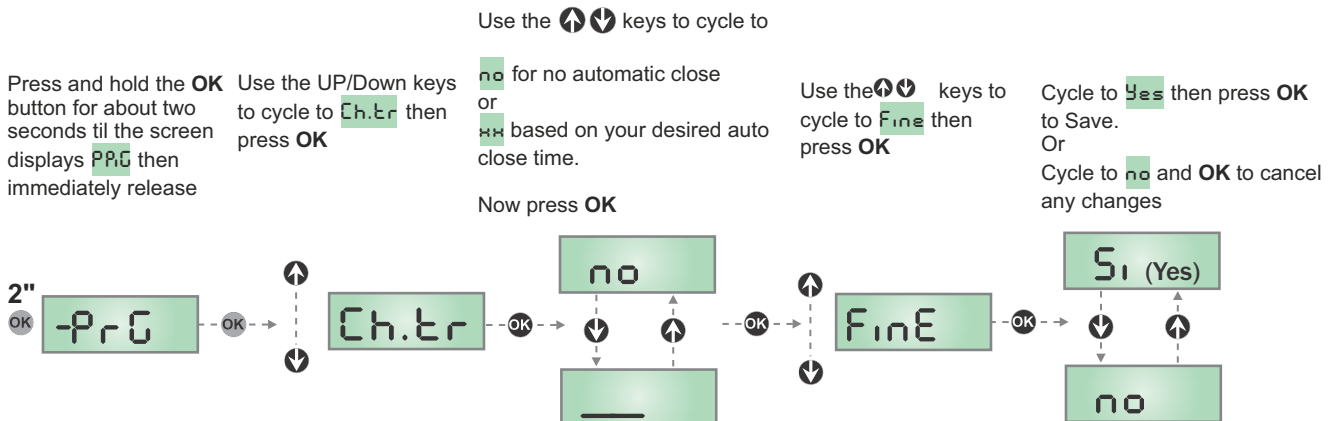 Press and hold the OK
button for about two
seconds til the screen
displays PRG then
immediately release
Use the UP/Down keys
to cycle to Ch.tr then
press OK
Use the keys to cycle to
no for no automatic close
or
xx based on your desired auto
close time.
Now press OK
Use the keys to
cycle to Fine then
press OK
Cycle to Yes then press OK
to Save.
Or
Cycle to no and OK to cancel
any changes
2"
OK
-PrG
OK
Ch.tr
OK
no
OK
FinE
OK
Si (Yes)
no